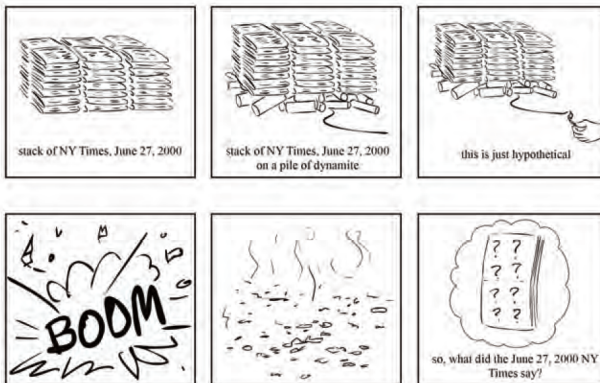 stack of NY Times, June 27, 2000
stack of NY Times, June 27, 2000
on a pile of dynamite
this is just hypothetical
BOOM
? ?
? ?
? ?
? ?
so, what did the June 27, 2000 NY
Times say?